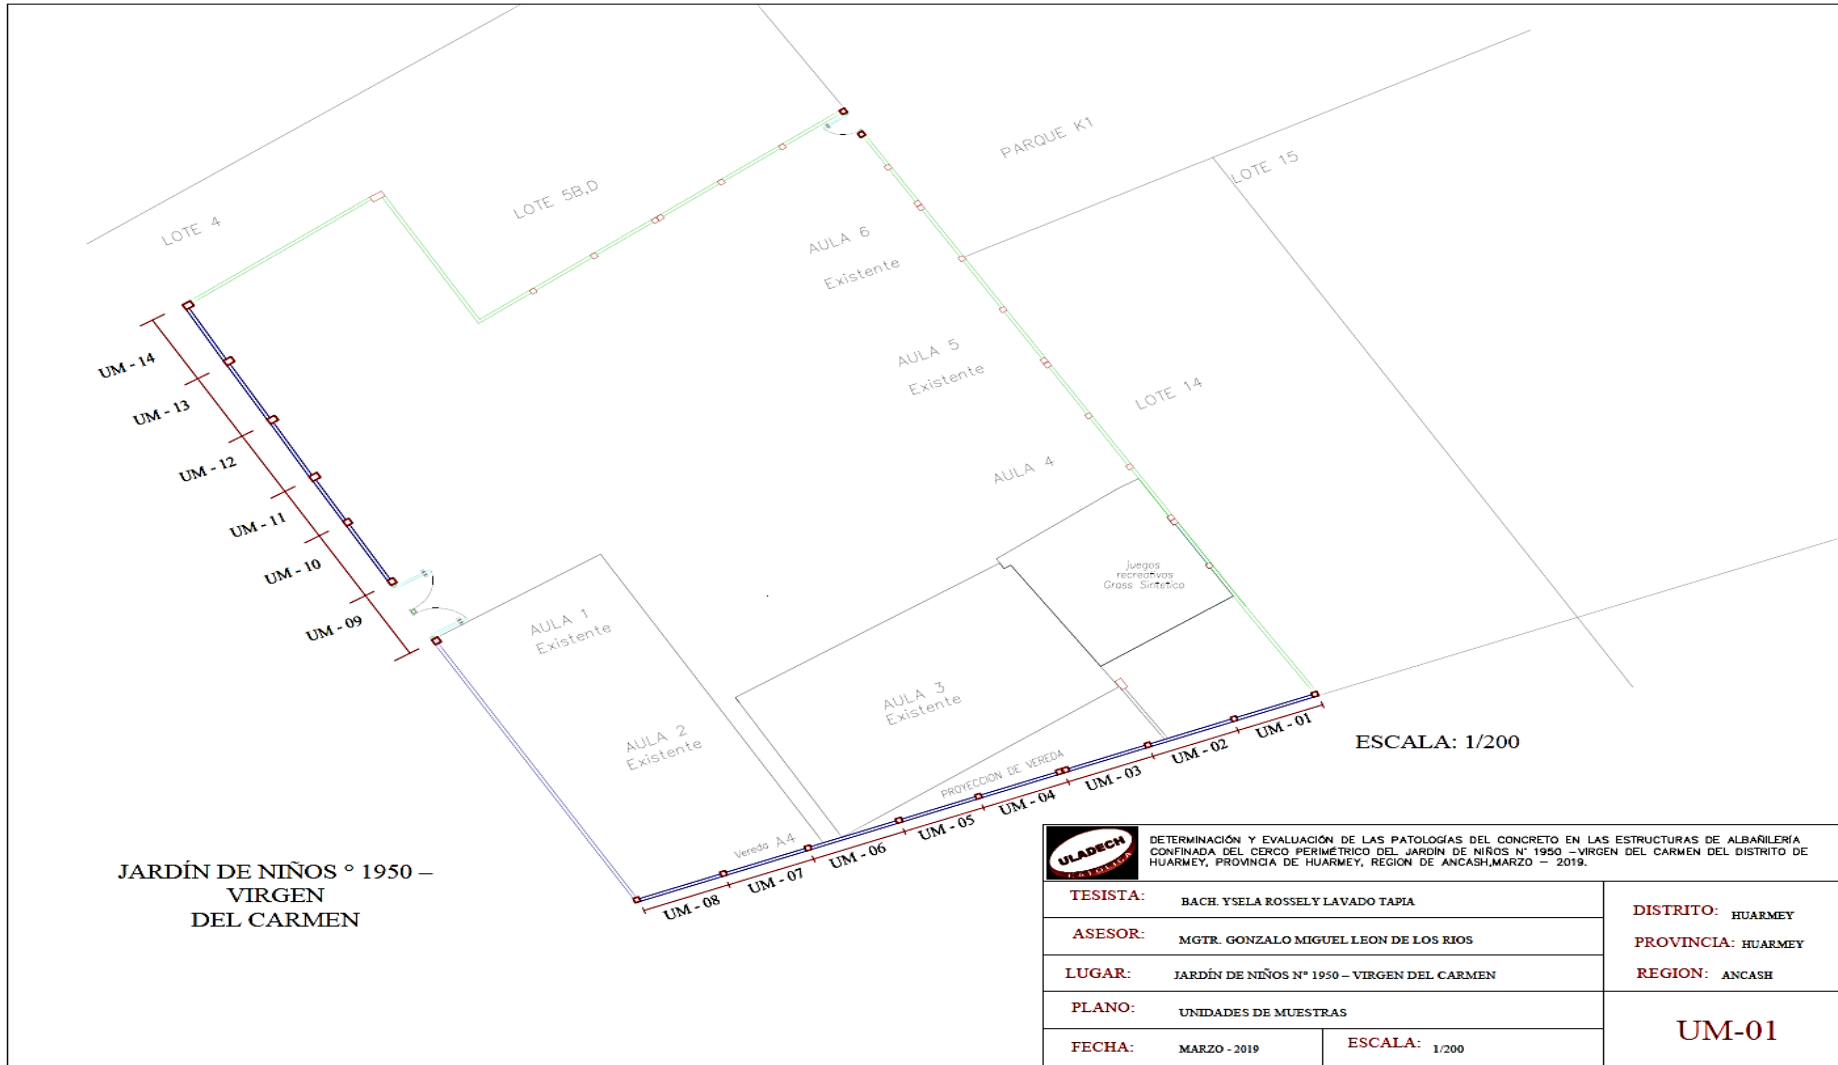 PARQUE K1
LOTE 15
LOTE 5B,D
LOTE 4
AULA 6
Existente
AULA 5
Existente
LOTE 14
AULA 4
UM - 14
UM - 13
UM - 12
UM - 11
UM - 10
UM - 09
juegos
recreativos
Grass Sintetico
AULA 1
Existente
AULA 3
Existente
AULA 2
Existente
PROYECCION DE VEREDA
Vereda A4
UM - 01
UM - 02
UM - 03
UM - 04
UM - 05
UM - 06
UM - 07
UM - 08
ESCALA: 1/200
JARDÍN DE NIÑOS ° 1950 –
VIRGEN
DEL CARMEN
ULADECH
CATOLICA
DETERMINACIÓN Y EVALUACIÓN DE LAS PATOLOGÍAS DEL CONCRETO EN LAS ESTRUCTURAS DE ALBAÑILERÍA
CONFINADA DEL CERCO PERIMÉTRICO DEL JARDÍN DE NIÑOS N° 1950 –VIRGEN DEL CARMEN DEL DISTRITO DE
HUARMEY, PROVINCIA DE HUARMEY, REGION DE ANCASH,MARZO – 2019.
TESISTA: BACH. YSELA ROSSELY LAVADO TAPIA
ASESOR: MGTR. GONZALO MIGUEL LEON DE LOS RIOS
LUGAR: JARDÍN DE NIÑOS N° 1950 – VIRGEN DEL CARMEN
PLANO: UNIDADES DE MUESTRAS
FECHA: MARZO - 2019
ESCALA: 1/200
DISTRITO: HUARMEY
PROVINCIA: HUARMEY
REGION: ANCASH
UM-01